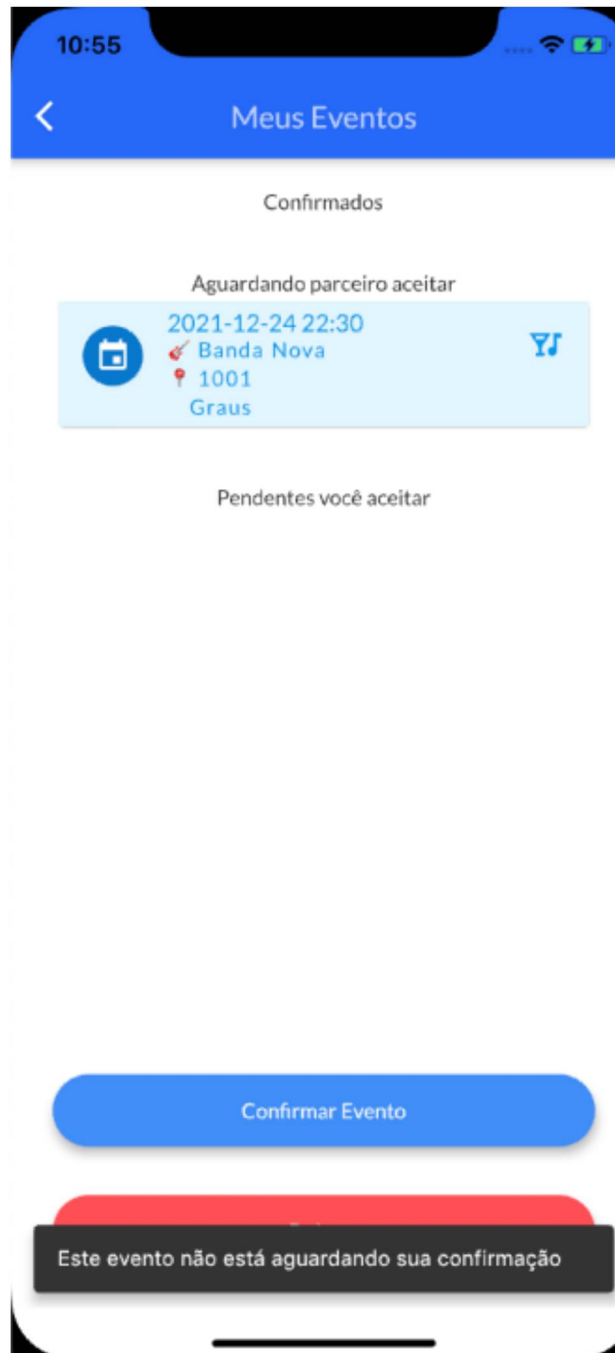 10:55
Meus Eventos
Confirmados
Aguardando parceiro aceitar
2021-12-24 22:30
Banda Nova
1001
Graus
Pendentes você aceitar
Confirmar Evento
Este evento não está aguardando sua confirmação